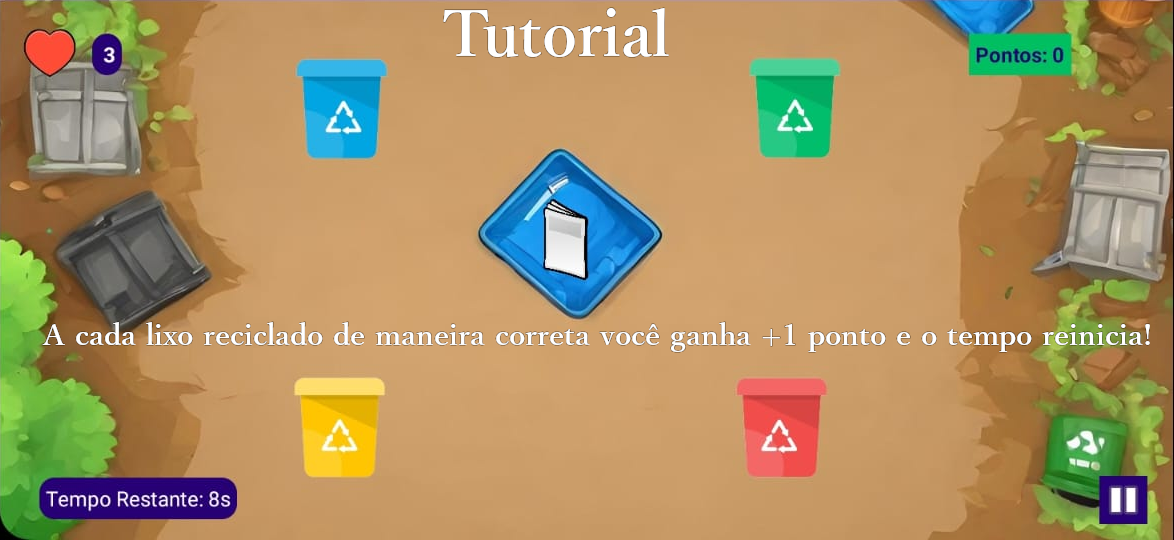 Tutorial
3
Pontos: 0
A cada lixo reciclado de maneira correta você ganha +1 ponto e o tempo reinicia!
Tempo Restante: 8s